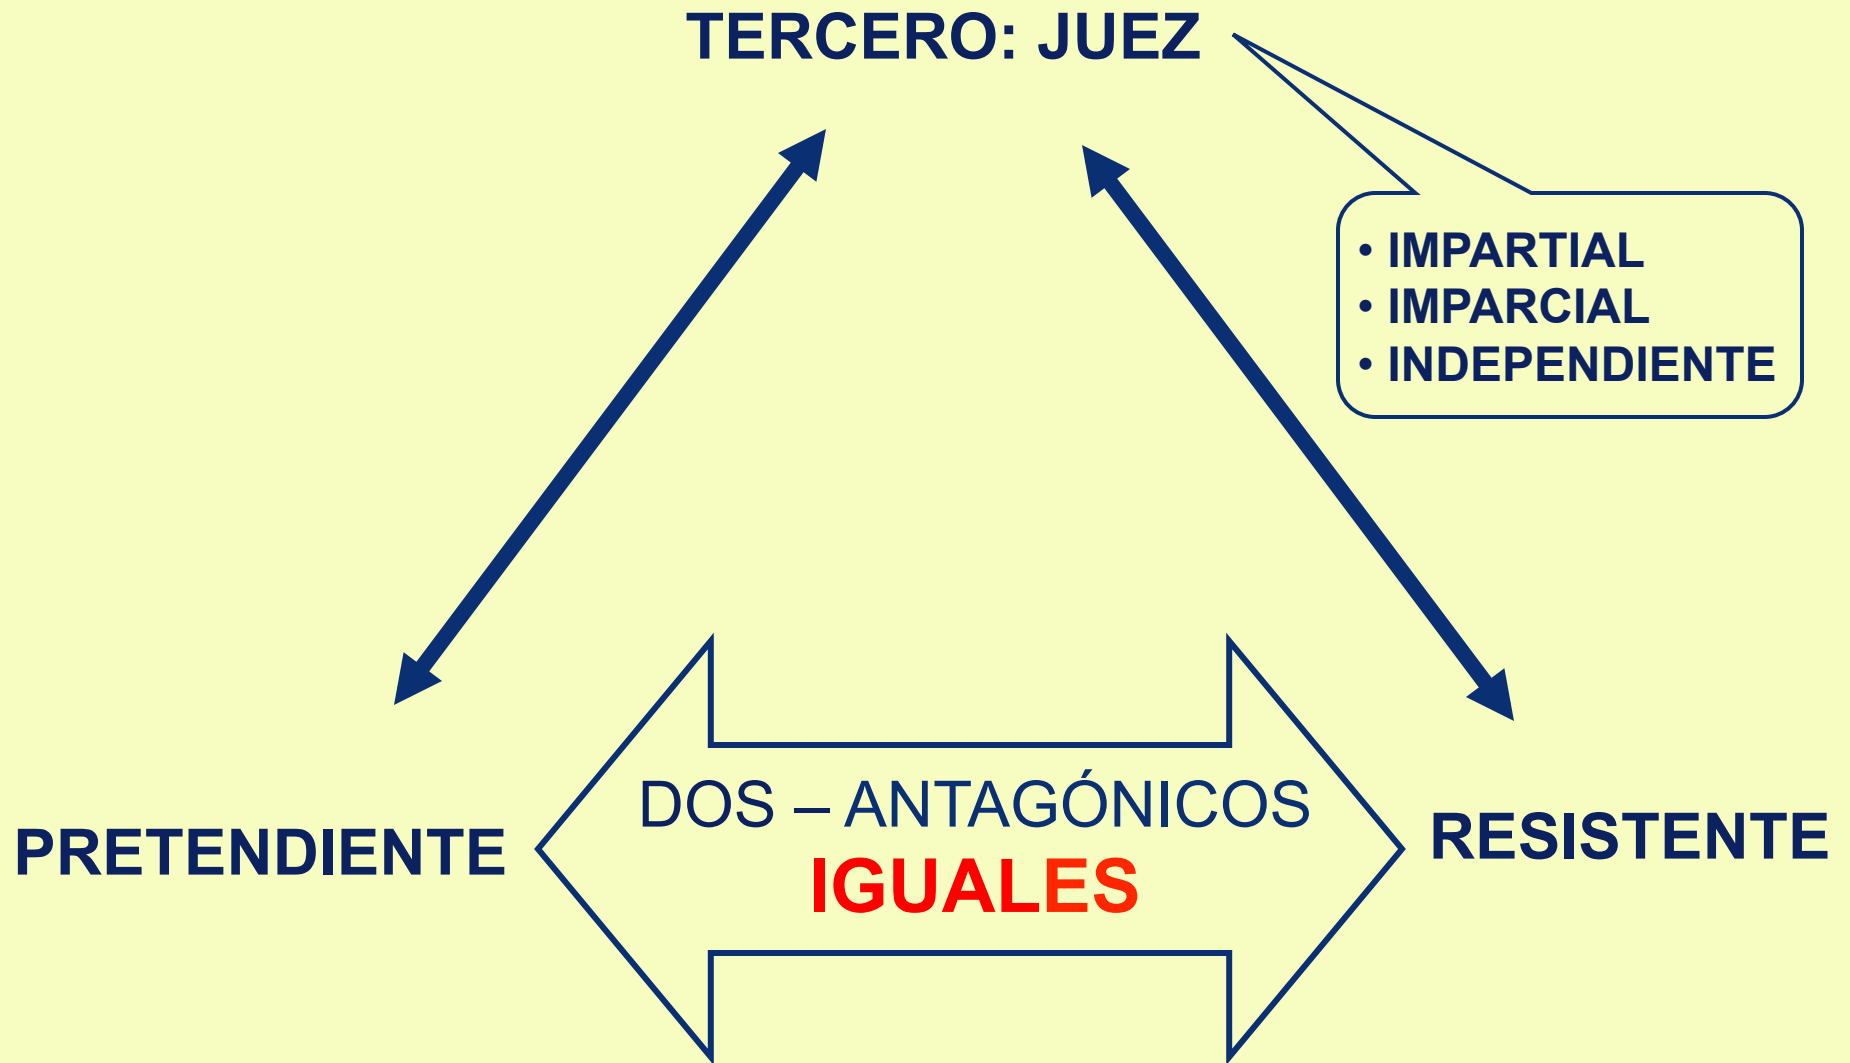 TERCERO: JUEZ
• IMPARTIAL
• IMPARCIAL
• INDEPENDIENTE
DOS – ANTAGÓNICOS
IGUALES
PRETENDIENTE
RESISTENTE